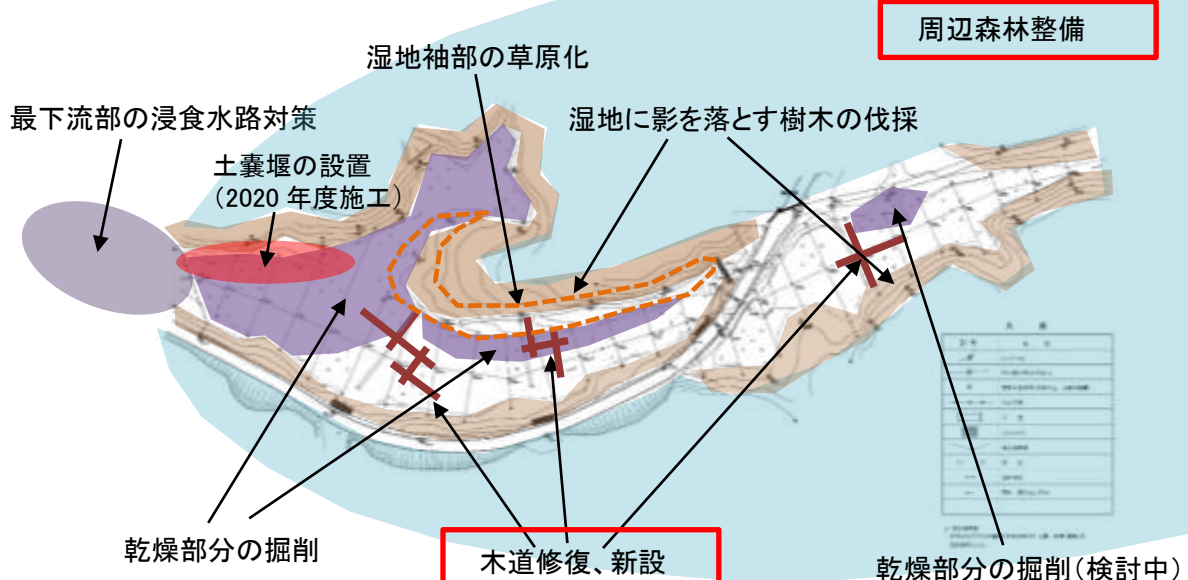 周辺森林整備
湿地袖部の草原化
最下流部の浸食水路対策
湿地に影を落とす樹木の伐採
土嚢堰の設置
(2020 年度施工)
乾燥部分の掘削
木道修復、新設
乾燥部分の掘削(検討中)